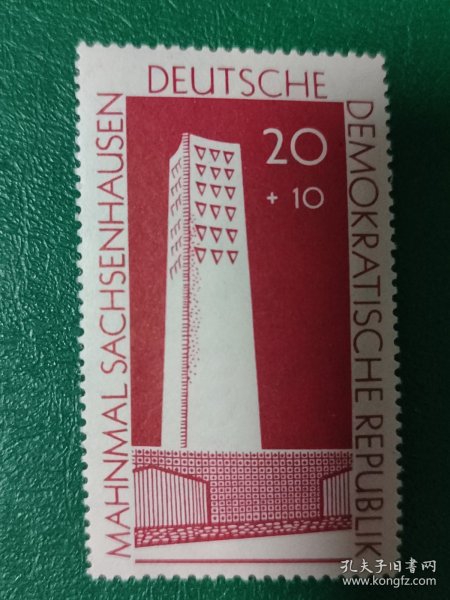 DEUTSCHE
DEMOKRATISCHE REPUBLIK
MAHNMAL SACHSENHAUSEN
20
+ 10
孔夫子旧书网
www.kongfz.com